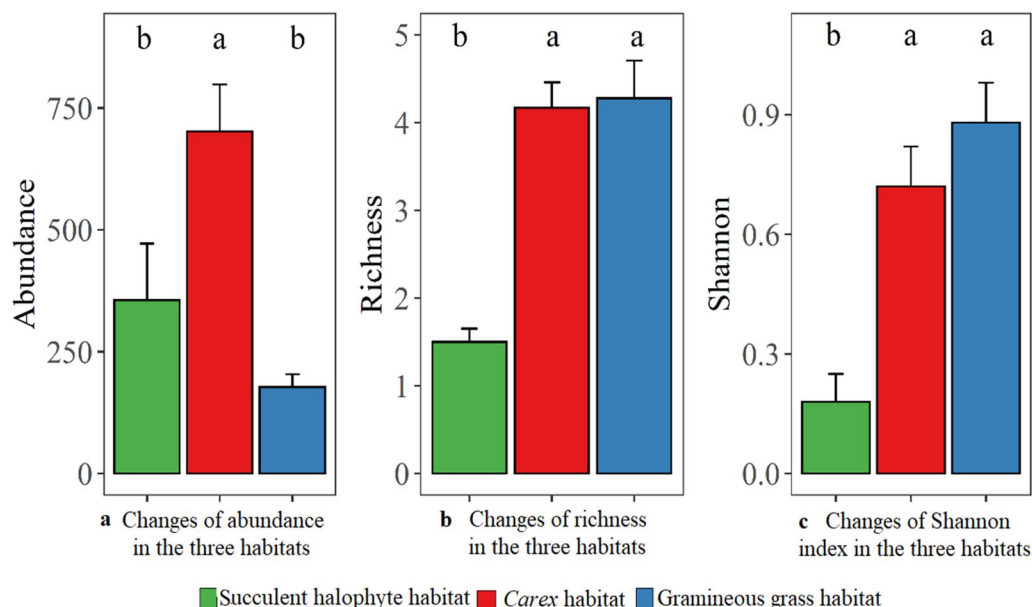 b a b
Abundance
750
500
250
0
a Changes of abundance
in the three habitats
b a a
Richness
5
4
3
2
1
0
b Changes of richness
in the three habitats
b a a
Shannon
0.9
0.6
0.3
0.0
c Changes of Shannon
index in the three habitats
Succulent halophyte habitat Carex habitat Gramineous grass habitat